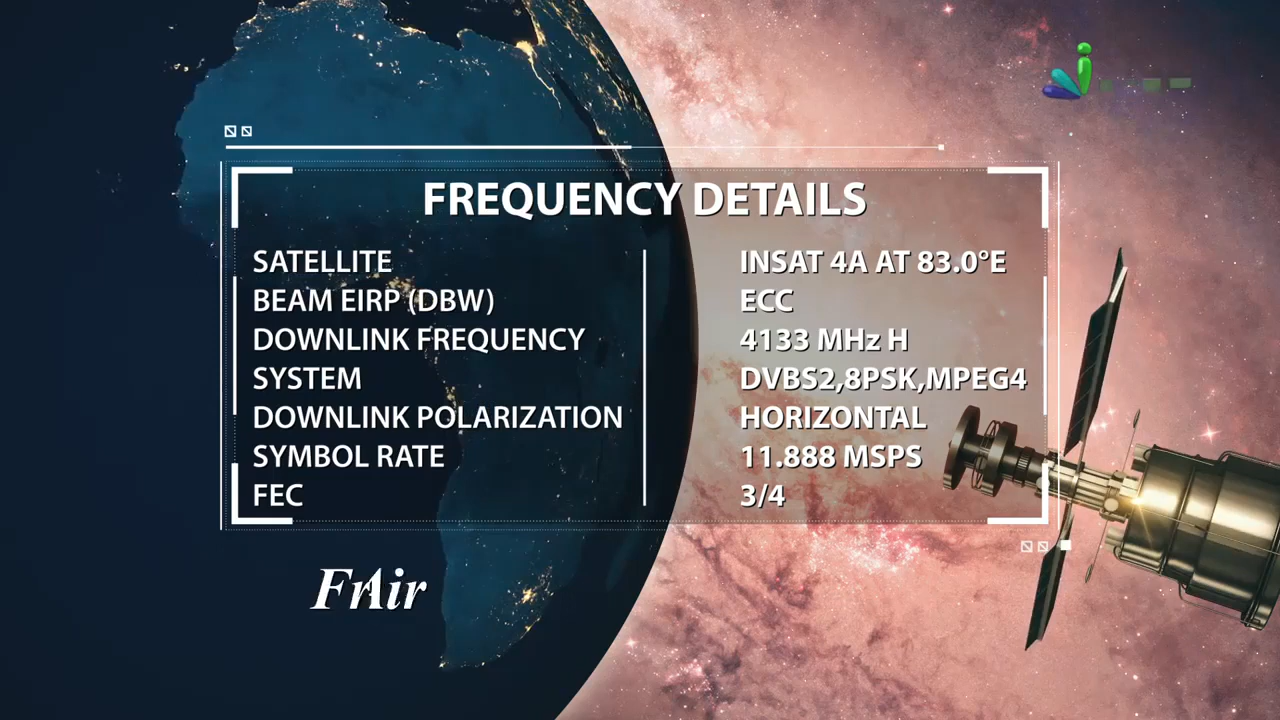 FREQUENCY DETAILS
SATELLITE INSAT 4A AT 83.0°E
BEAM EIRP (DBW) ECC
DOWNLINK FREQUENCY 4133 MHz H
SYSTEM DVBS2,8PSK,MPEG4
DOWNLINK POLARIZATION HORIZONTAL
SYMBOL RATE 11.888 MSPS
FEC 3/4